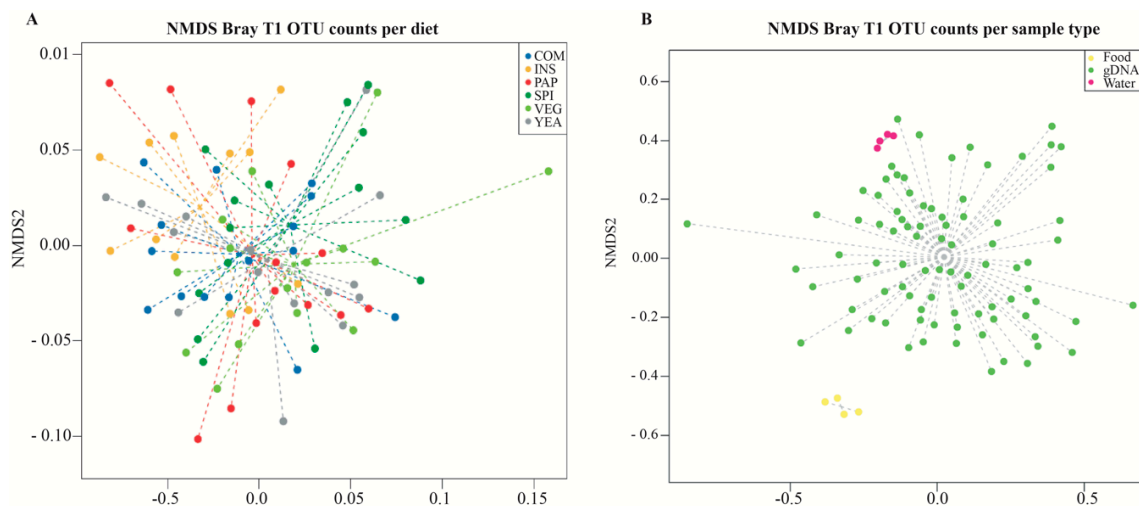 A
NMDS Bray T1 OTU counts per diet
COM
INS
PAP
SPI
VEG
YEA
NMDS2
0.01
0.05
0.00
- 0.05
- 0.10
-0.5
0.0
0.05
0.1
0.15
B
NMDS Bray T1 OTU counts per sample type
Food
gDNA
Water
NMDS2
0.6
0.4
0.2
0.00
- 0.2
- 0.4
- 0.6
-0.5
0.0
0.5